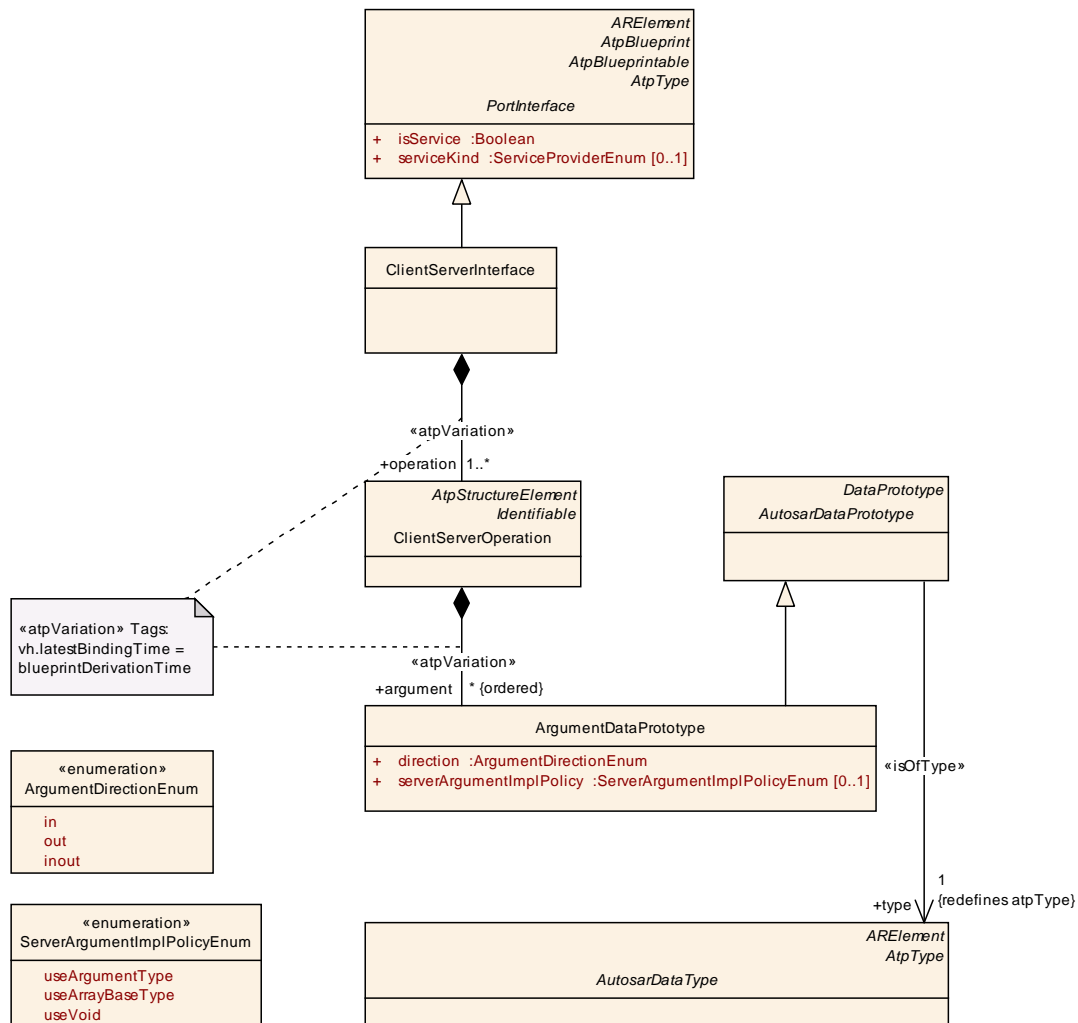 ARElement
AtpBlueprint
AtpBlueprintable
AtpType
PortInterface
+ isService :Boolean
+ serviceKind :ServiceProviderEnum [0..1]
ClientServerInterface
«atpVariation»
+operation 1..*
AtpStructureElement
Identifiable
ClientServerOperation
DataPrototype
AutosarDataPrototype
«atpVariation» Tags:
vh.latestBindingTime =
blueprintDerivationTime
«atpVariation»
+argument * {ordered}
ArgumentDataPrototype
+ direction :ArgumentDirectionEnum
+ serverArgumentImplPolicy :ServerArgumentImplPolicyEnum [0..1]
«isOfType»
«enumeration»
ArgumentDirectionEnum
in
out
inout
1
+type {redefines atpType}
«enumeration»
ServerArgumentImplPolicyEnum
useArgumentType
useArrayBaseType
useVoid
ARElement
AtpType
AutosarDataType